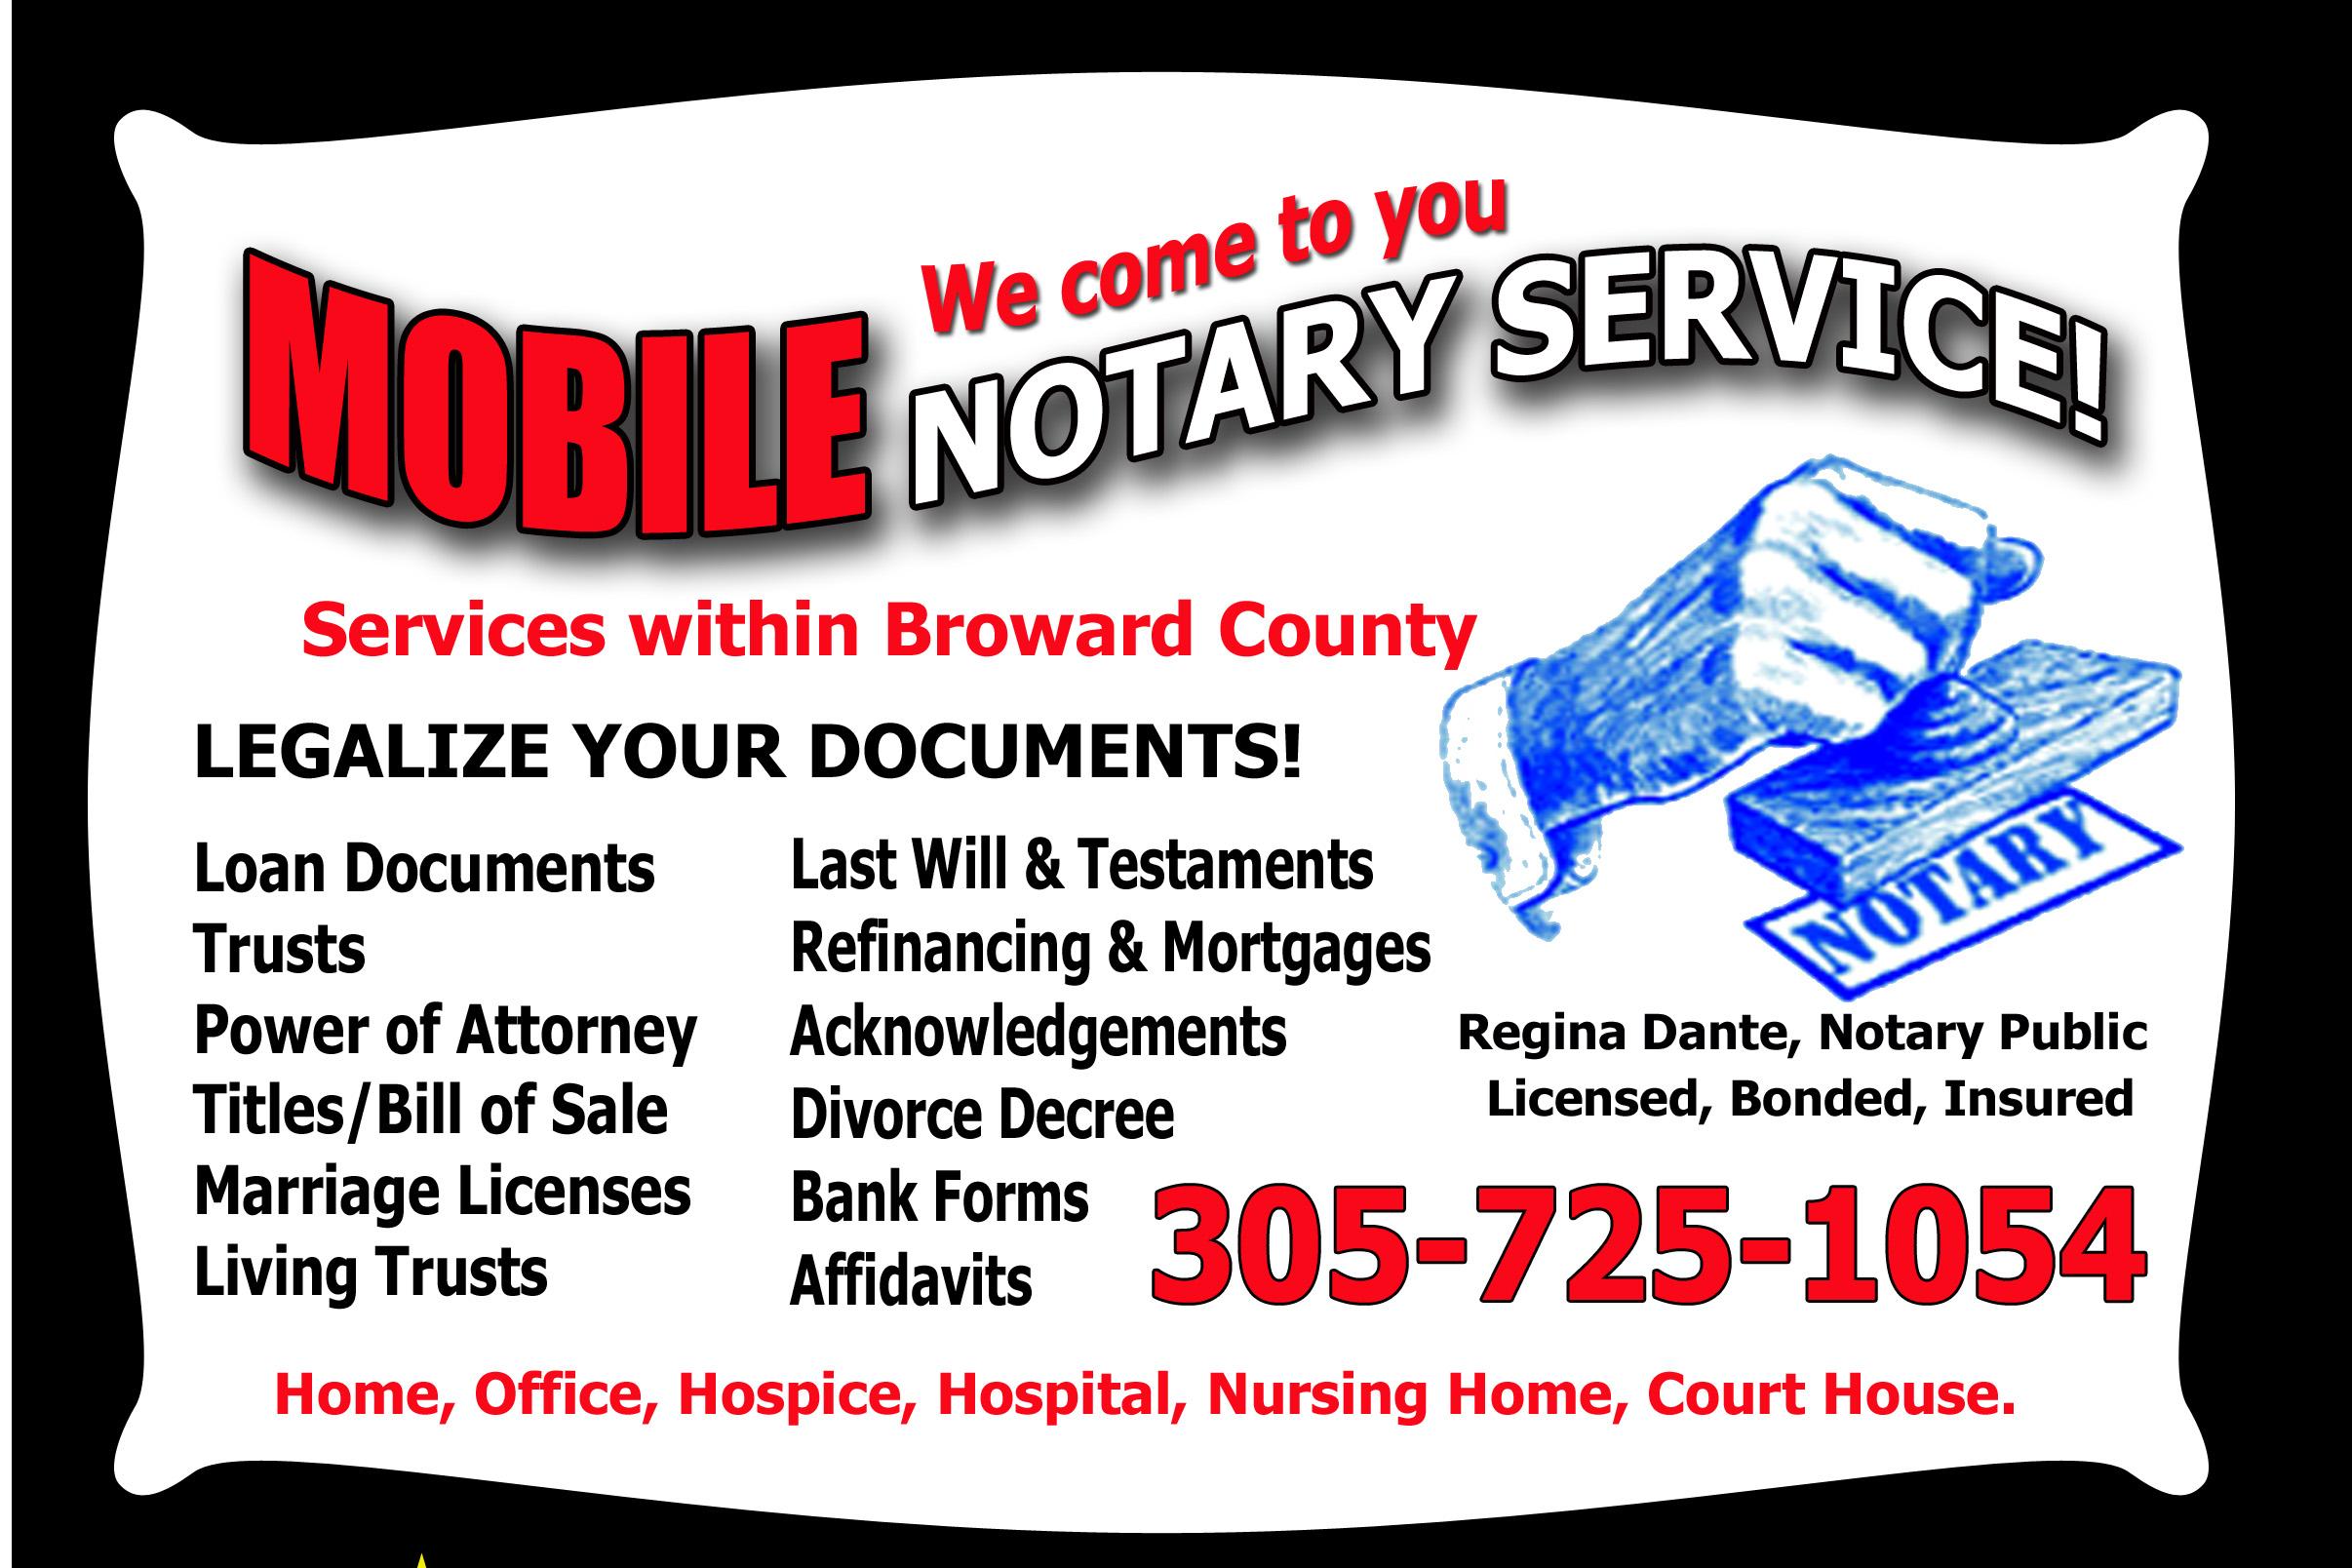 We come to you
MOBILE NOTARY SERVICE!
Services within Broward County
LEGALIZE YOUR DOCUMENTS!
Loan Documents
Trusts
Power of Attorney
Titles/Bill of Sale
Marriage Licenses
Living Trusts
Last Will & Testaments
Refinancing & Mortgages
Acknowledgements
Divorce Decree
Bank Forms
Affidavits
NOTARY
Regina Dante, Notary Public
Licensed, Bonded, Insured
305-725-1054
Home, Office, Hospice, Hospital, Nursing Home, Court House.